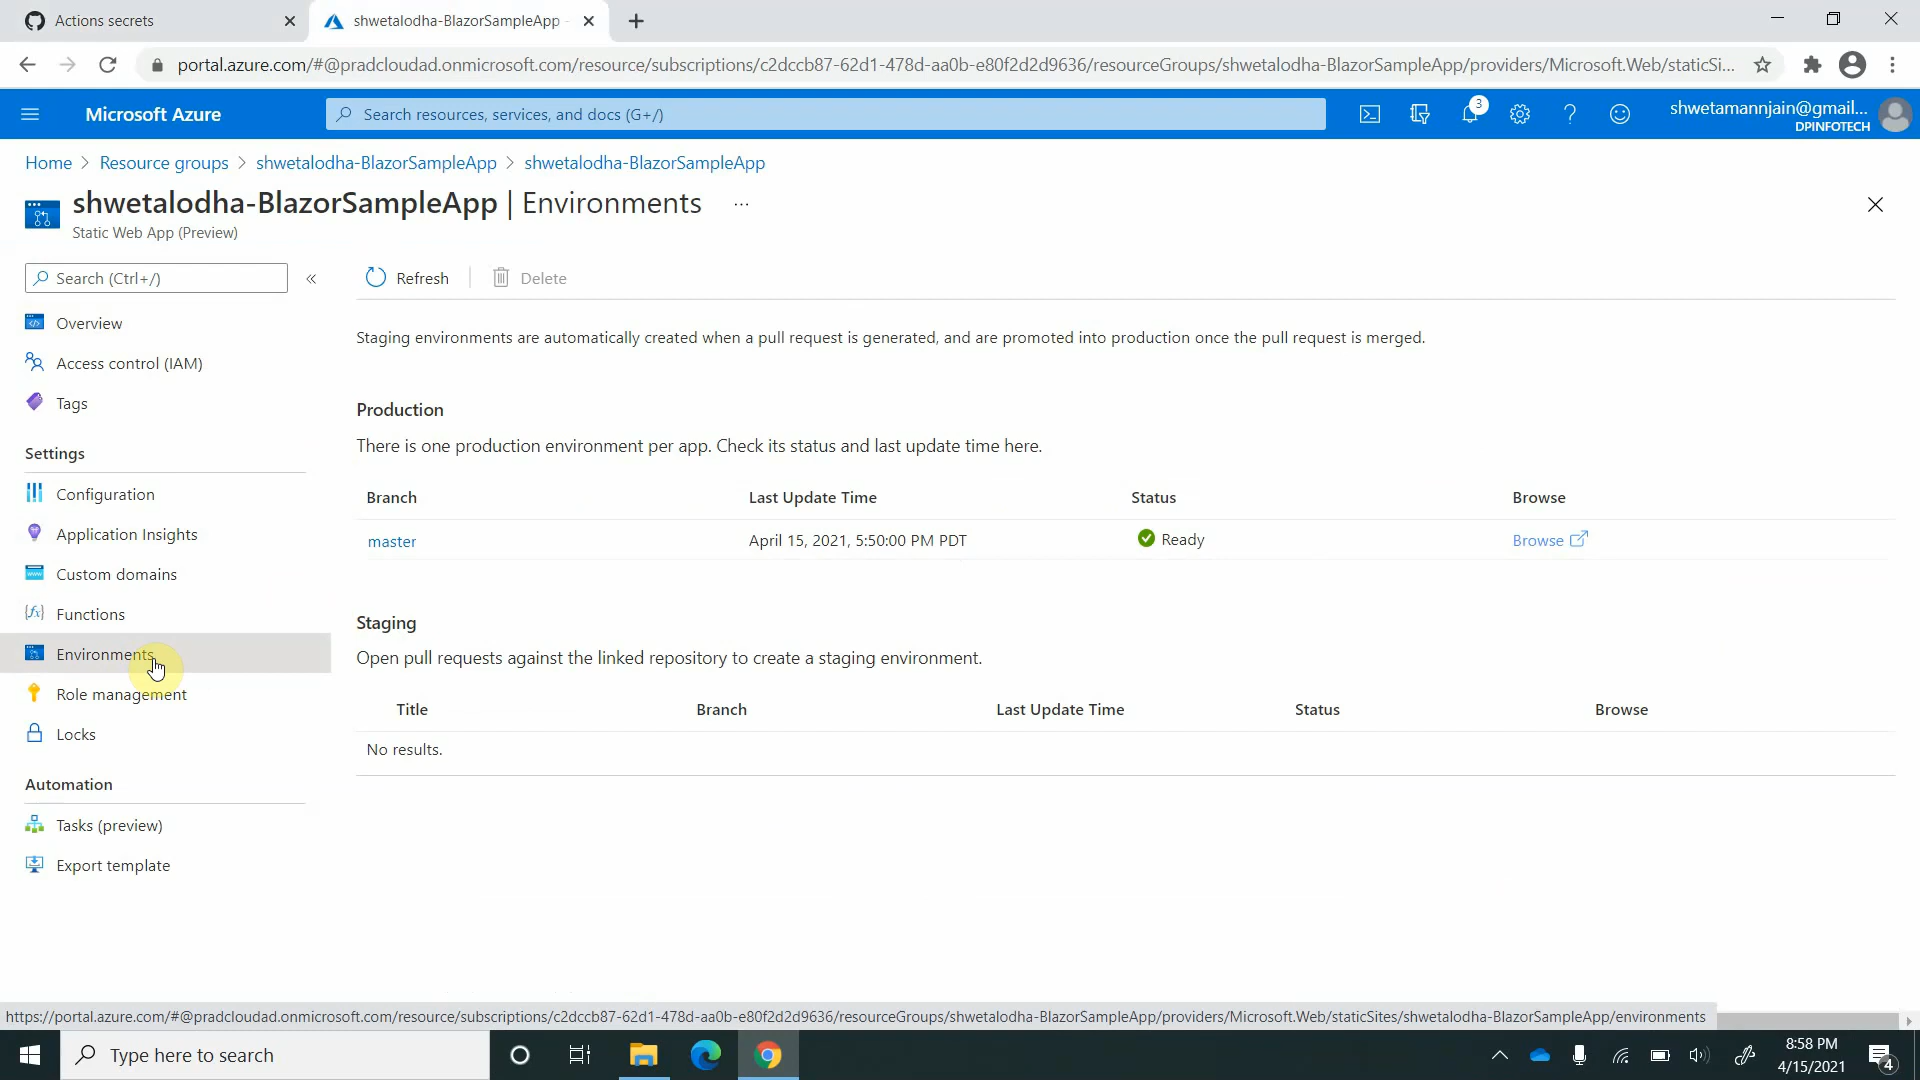 Actions secrets
shwetalodha-BlazorSampleApp -
portal.azure.com/#@pradcloudad.onmicrosoft.com/resource/subscriptions/c2dccb87-62d1-478d-aa0b-e80f2d2d9636/resourceGroups/shwetalodha-BlazorSampleApp/providers/Microsoft.Web/staticSi...
Microsoft Azure
Search resources, services, and docs (G+/)
3
shwetamannjain@gmail...
DPINFOTECH
Home > Resource groups > shwetalodha-BlazorSampleApp > shwetalodha-BlazorSampleApp
shwetalodha-BlazorSampleApp | Environments ...
Static Web App (Preview)
Search (Ctrl+/)
«
Refresh
Delete
Overview
Access control (IAM)
Tags
Settings
Configuration
Application Insights
Custom domains
Functions
Environments
Role management
Locks
Automation
Tasks (preview)
Export template
Staging environments are automatically created when a pull request is generated, and are promoted into production once the pull request is merged.
Production
There is one production environment per app. Check its status and last update time here.
Branch Last Update Time Status Browse
master April 15, 2021, 5:50:00 PM PDT Ready Browse
Staging
Open pull requests against the linked repository to create a staging environment.
Title Branch Last Update Time Status Browse
No results.
https://portal.azure.com/#@pradcloudad.onmicrosoft.com/resource/subscriptions/c2dccb87-62d1-478d-aa0b-e80f2d2d9636/resourceGroups/shwetalodha-BlazorSampleApp/providers/Microsoft.Web/staticSites/shwetalodha-BlazorSampleApp/environments
Type here to search
8:58 PM
4/15/2021
4